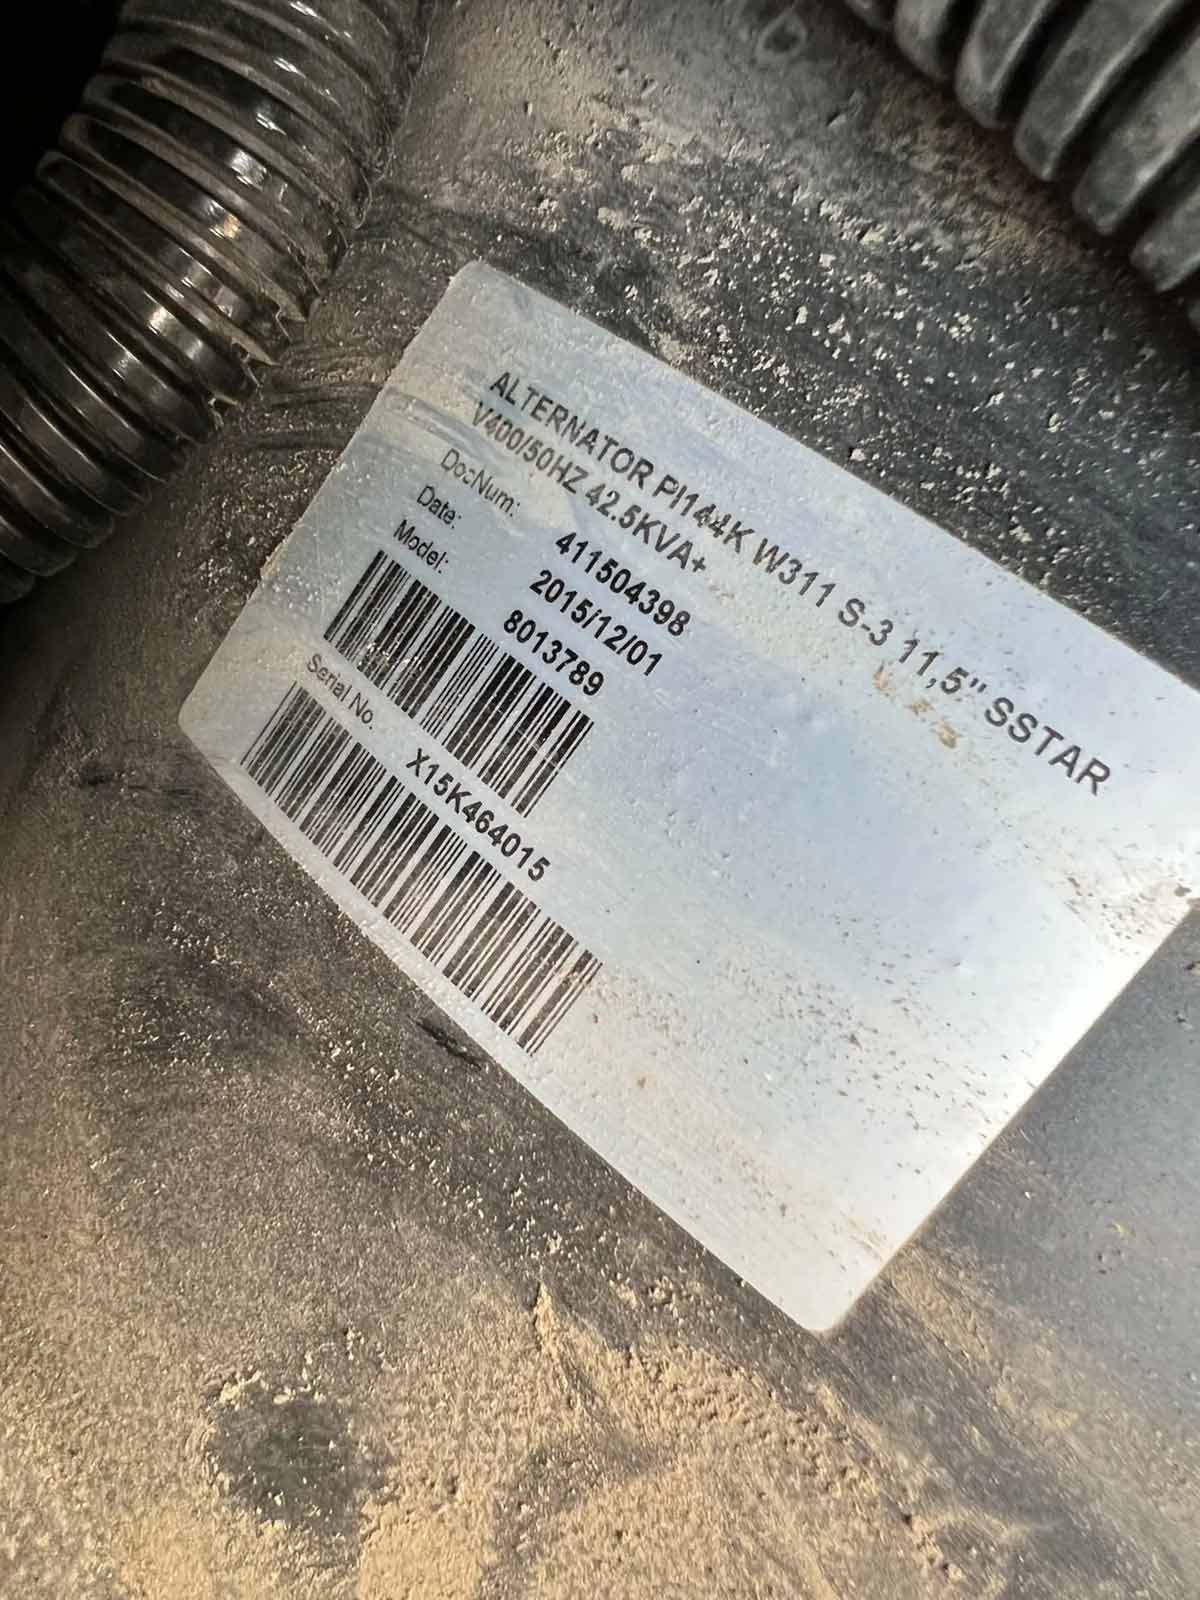 ALTERNATOR PI144K W311 S-3 11,5" SSTAR
V400/50HZ 42.5KVA+
DocNum: 411504398
Date: 2015/12/01
Model: 8013789
Serial No. X15K464015